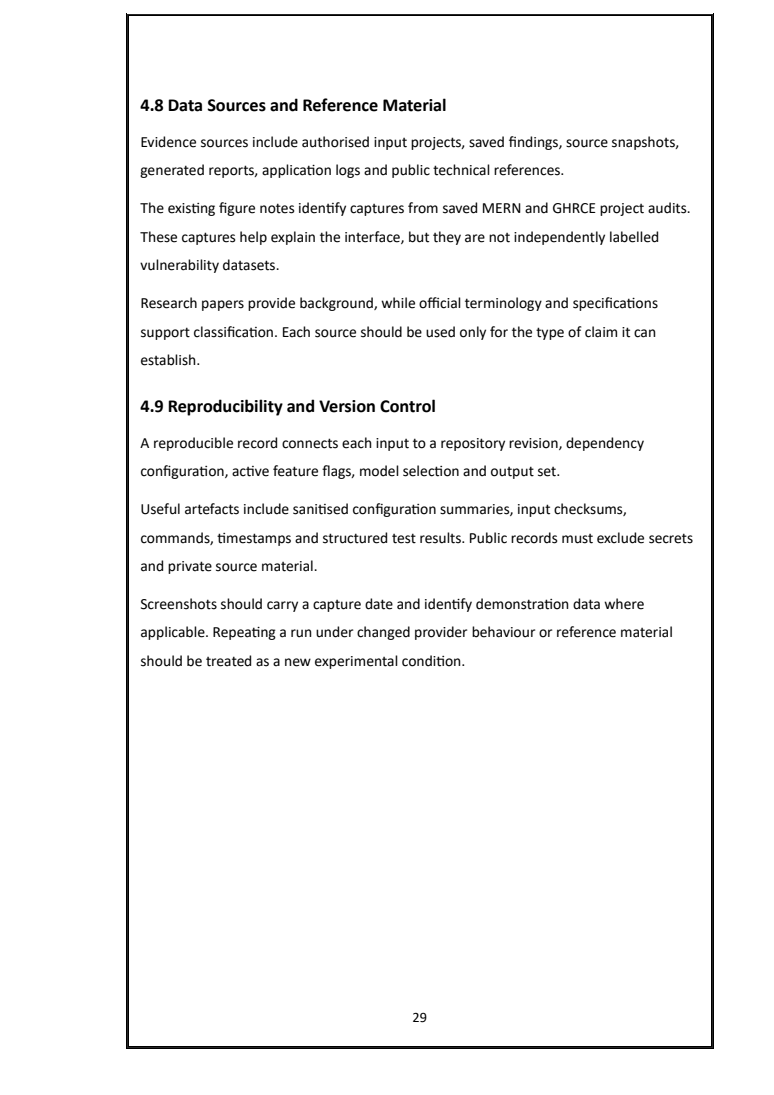 4.8 Data Sources and Reference Material
Evidence sources include authorised input projects, saved findings, source snapshots,
generated reports, application logs and public technical references.
The existing figure notes identify captures from saved MERN and GHRCE project audits.
These captures help explain the interface, but they are not independently labelled
vulnerability datasets.
Research papers provide background, while official terminology and specifications
support classification. Each source should be used only for the type of claim it can
establish.
4.9 Reproducibility and Version Control
A reproducible record connects each input to a repository revision, dependency
configuration, active feature flags, model selection and output set.
Useful artefacts include sanitised configuration summaries, input checksums,
commands, timestamps and structured test results. Public records must exclude secrets
and private source material.
Screenshots should carry a capture date and identify demonstration data where
applicable. Repeating a run under changed provider behaviour or reference material
should be treated as a new experimental condition.
29